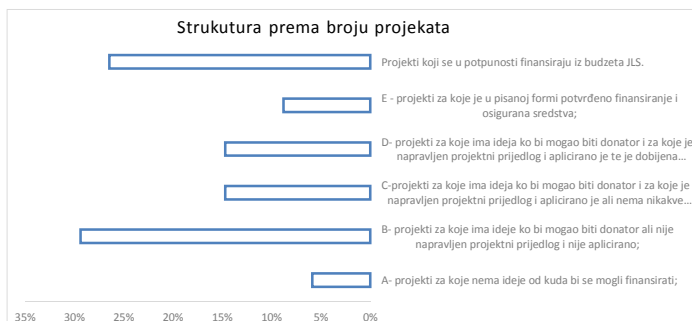 Strukutura prema broju projekata
Projekti koji se u potpunosti finansiraju iz budzeta JLS.
E - projekti za koje je u pisanoj formi potvrđeno finansiranje i
osigurana sredstva;
D- projekti za koje ima ideja ko bi mogao biti donator i za koje je
napravljen projektni prijedlog i aplicirano je te je dobijena...
C-projekti za koje ima ideja ko bi mogao biti donator i za koje je
napravljen projektni prijedlog i aplicirano je ali nema nikakve...
B- projekti za koje ima ideje ko bi mogao biti donator ali nije
napravljen projektni prijedlog i nije aplicirano;
A- projekti za koje nema ideje od kuda bi se mogli finansirati;
35% 30% 25% 20% 15% 10% 5% 0%